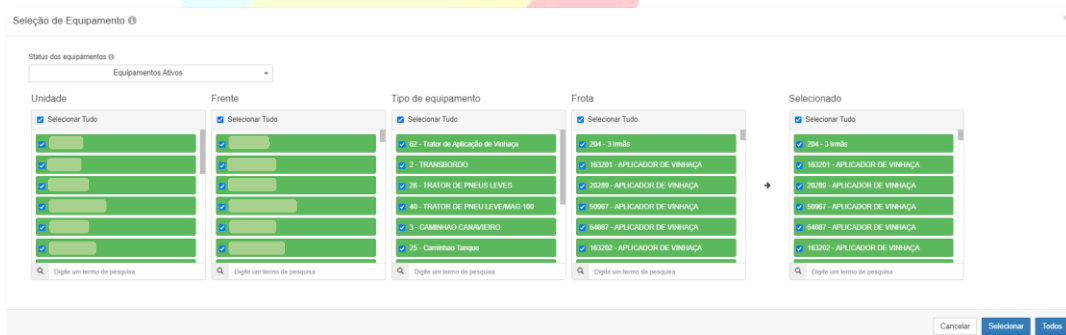 Seleção de Equipamento
Status dos equipamentos
Equipamentos Ativos
Unidade
Selecionar Tudo
Digite um termo de pesquisa
Frente
Selecionar Tudo
Digite um termo de pesquisa
Tipo de equipamento
Selecionar Tudo
62 - Trator de Aplicação de Vinhaça
2 - TRANSBORDO
26 - TRATOR DE PNEUS LEVES
40 - TRATOR DE PNEU LEVE/MAG 100
3 - CAMINHAO CANAVIEIRO
25 - Caminhao Tanque
Digite um termo de pesquisa
Frota
Selecionar Tudo
204 - 3 Irmãs
163201 - APLICADOR DE VINHAÇA
20289 - APLICADOR DE VINHAÇA
50967 - APLICADOR DE VINHAÇA
64087 - APLICADOR DE VINHAÇA
163202 - APLICADOR DE VINHAÇA
Digite um termo de pesquisa
Selecionado
Selecionar Tudo
204 - 3 Irmãs
163201 - APLICADOR DE VINHAÇA
20289 - APLICADOR DE VINHAÇA
50967 - APLICADOR DE VINHAÇA
64087 - APLICADOR DE VINHAÇA
163202 - APLICADOR DE VINHAÇA
Digite um termo de pesquisa
Cancelar
Selecionar
Todos